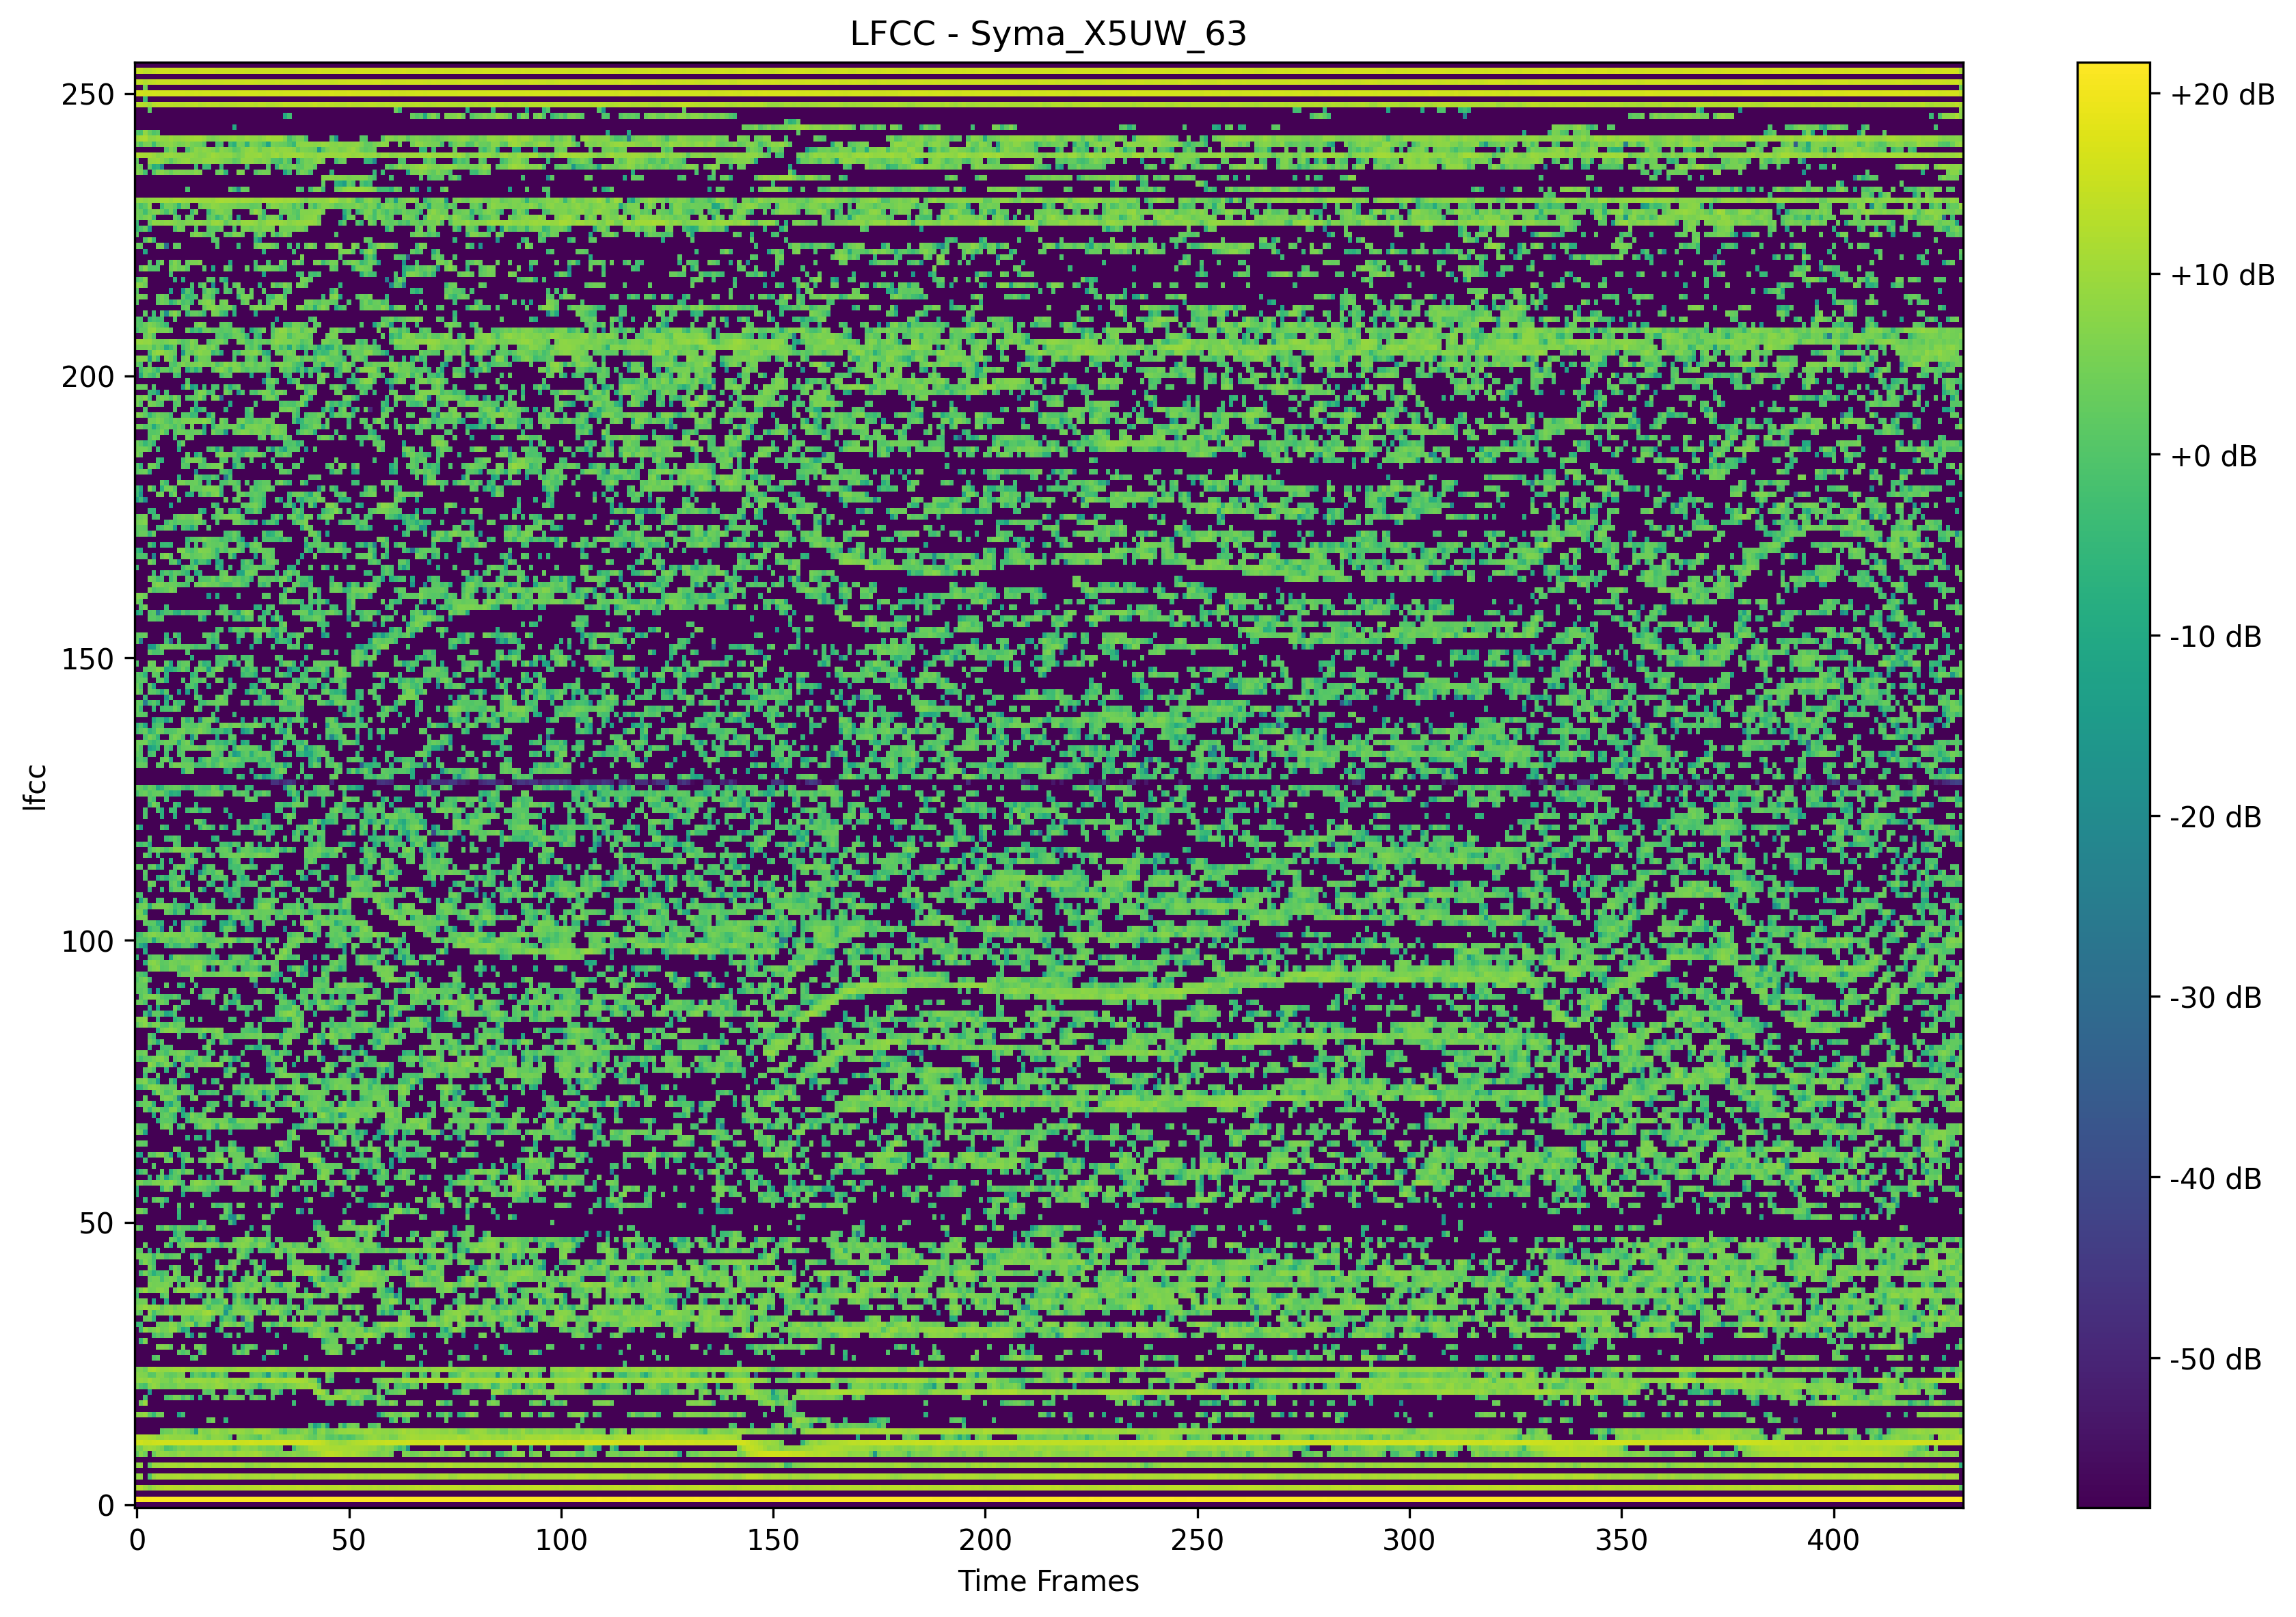 LFCC - Syma_X5UW_63
250
200
150
100
50
0
lfcc
0 50 100 150 200 250 300 350 400
Time Frames
+20 dB
+10 dB
+0 dB
-10 dB
-20 dB
-30 dB
-40 dB
-50 dB